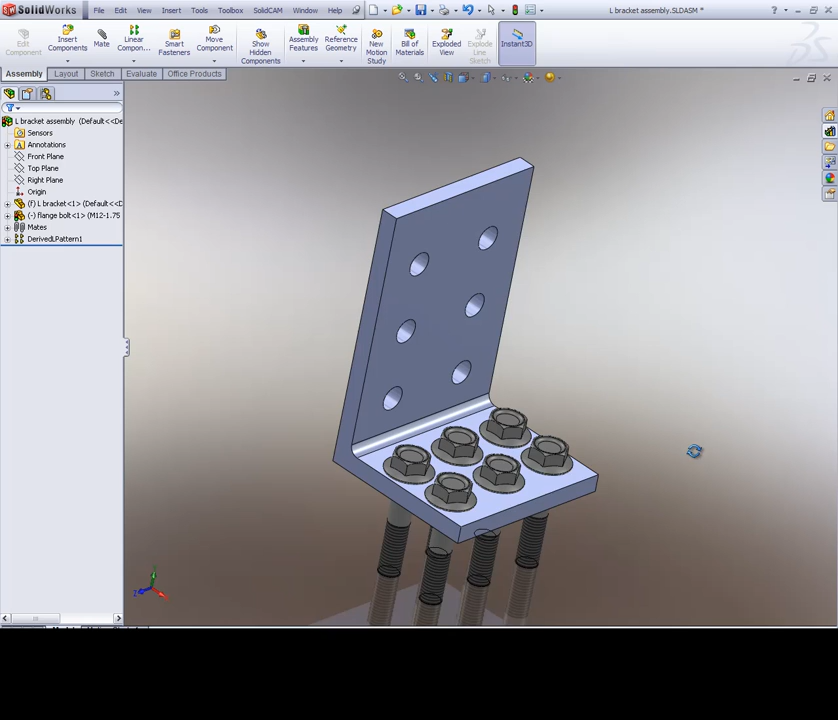 SolidWorks File Edit View Insert Tools Toolbox SolidCAM Window Help L bracket assembly.SLDASM *
Edit Component
Insert Components
Mate
Linear Compon...
Smart Fasteners
Move Component
Show Hidden Components
Assembly Features
Reference Geometry
New Motion Study
Bill of Materials
Exploded View
Explode Line Sketch
Instant3D
Assembly Layout Sketch Evaluate Office Products
L bracket assembly (Default<<De
Sensors
Annotations
Front Plane
Top Plane
Right Plane
Origin
(f) L bracket<1> (Default<<D
(-) flange bolt<1> (M12-1.75
Mates
DerivedLPattern1